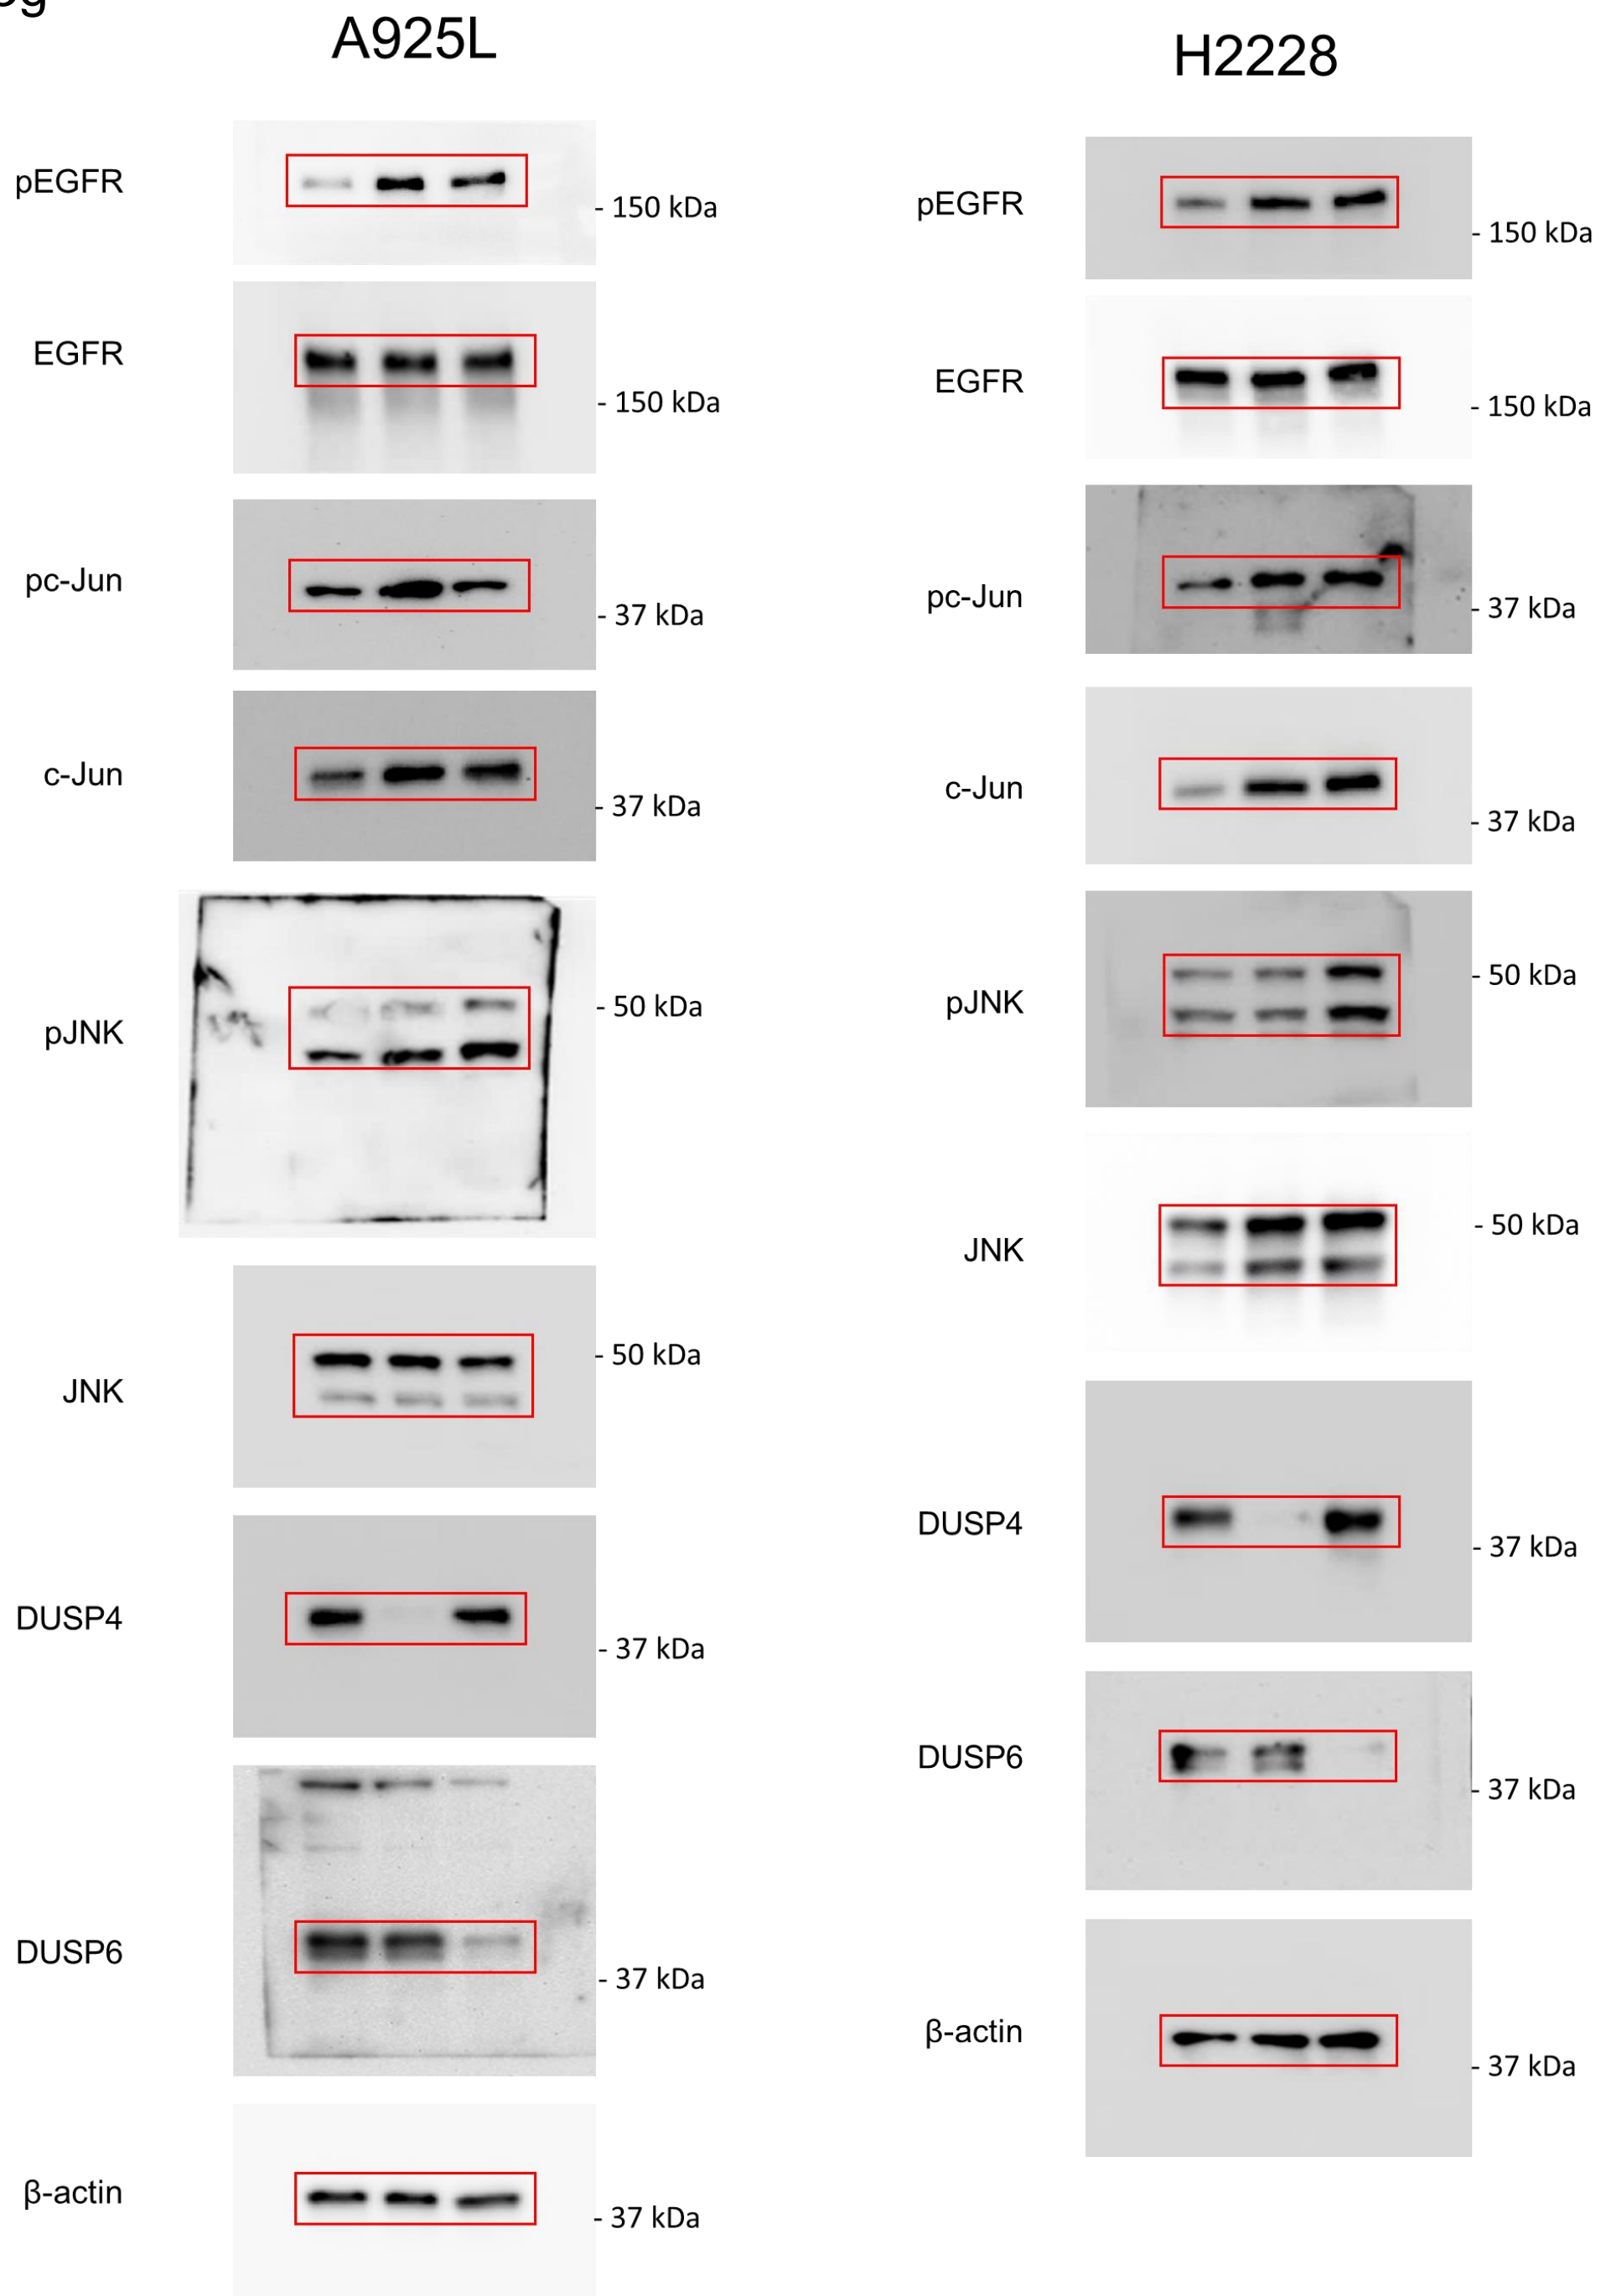 A925L
pEGFR
- 150 kDa
EGFR
- 150 kDa
pc-Jun
- 37 kDa
c-Jun
- 37 kDa
pJNK
- 50 kDa
JNK
- 50 kDa
DUSP4
- 37 kDa
DUSP6
- 37 kDa
β-actin
- 37 kDa
H2228
pEGFR
- 150 kDa
EGFR
- 150 kDa
pc-Jun
- 37 kDa
c-Jun
- 37 kDa
pJNK
- 50 kDa
JNK
- 50 kDa
DUSP4
- 37 kDa
DUSP6
- 37 kDa
β-actin
- 37 kDa